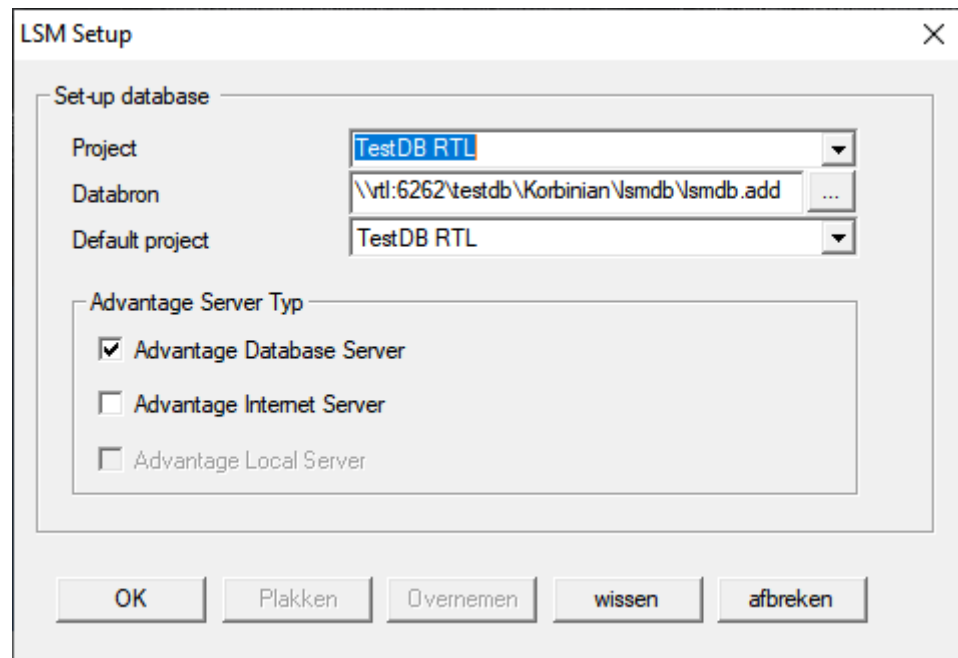 LSM Setup
Set-up database
Project
TestDB RTL
Databron
\\rtl:6262\testdb\Korbinian\lsmdb\lsmdb.add
...
Default project
TestDB RTL
Advantage Server Typ
Advantage Database Server
Advantage Internet Server
Advantage Local Server
OK
Plakken
Overnemen
wissen
afbreken